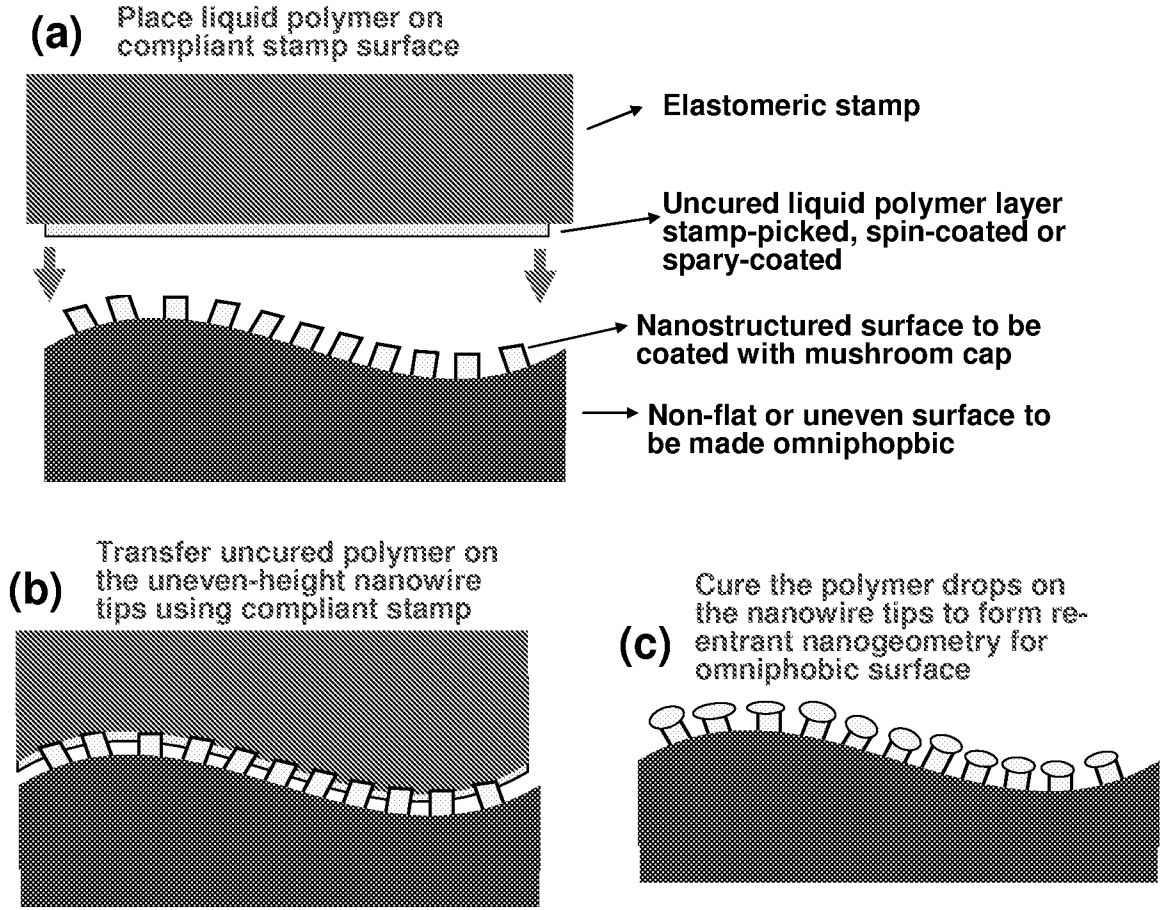 (a)
Place liquid polymer on
compliant stamp surface
Elastomeric stamp
Uncured liquid polymer layer
stamp-picked, spin-coated or
spary-coated
Nanostructured surface to be
coated with mushroom cap
Non-flat or uneven surface to
be made omniphopbic
(b)
Transfer uncured polymer on
the uneven-height nanowire
tips using compliant stamp
(c)
Cure the polymer drops on
the nanowire tips to form re-
entrant nanogeometry for
omniphobic surface